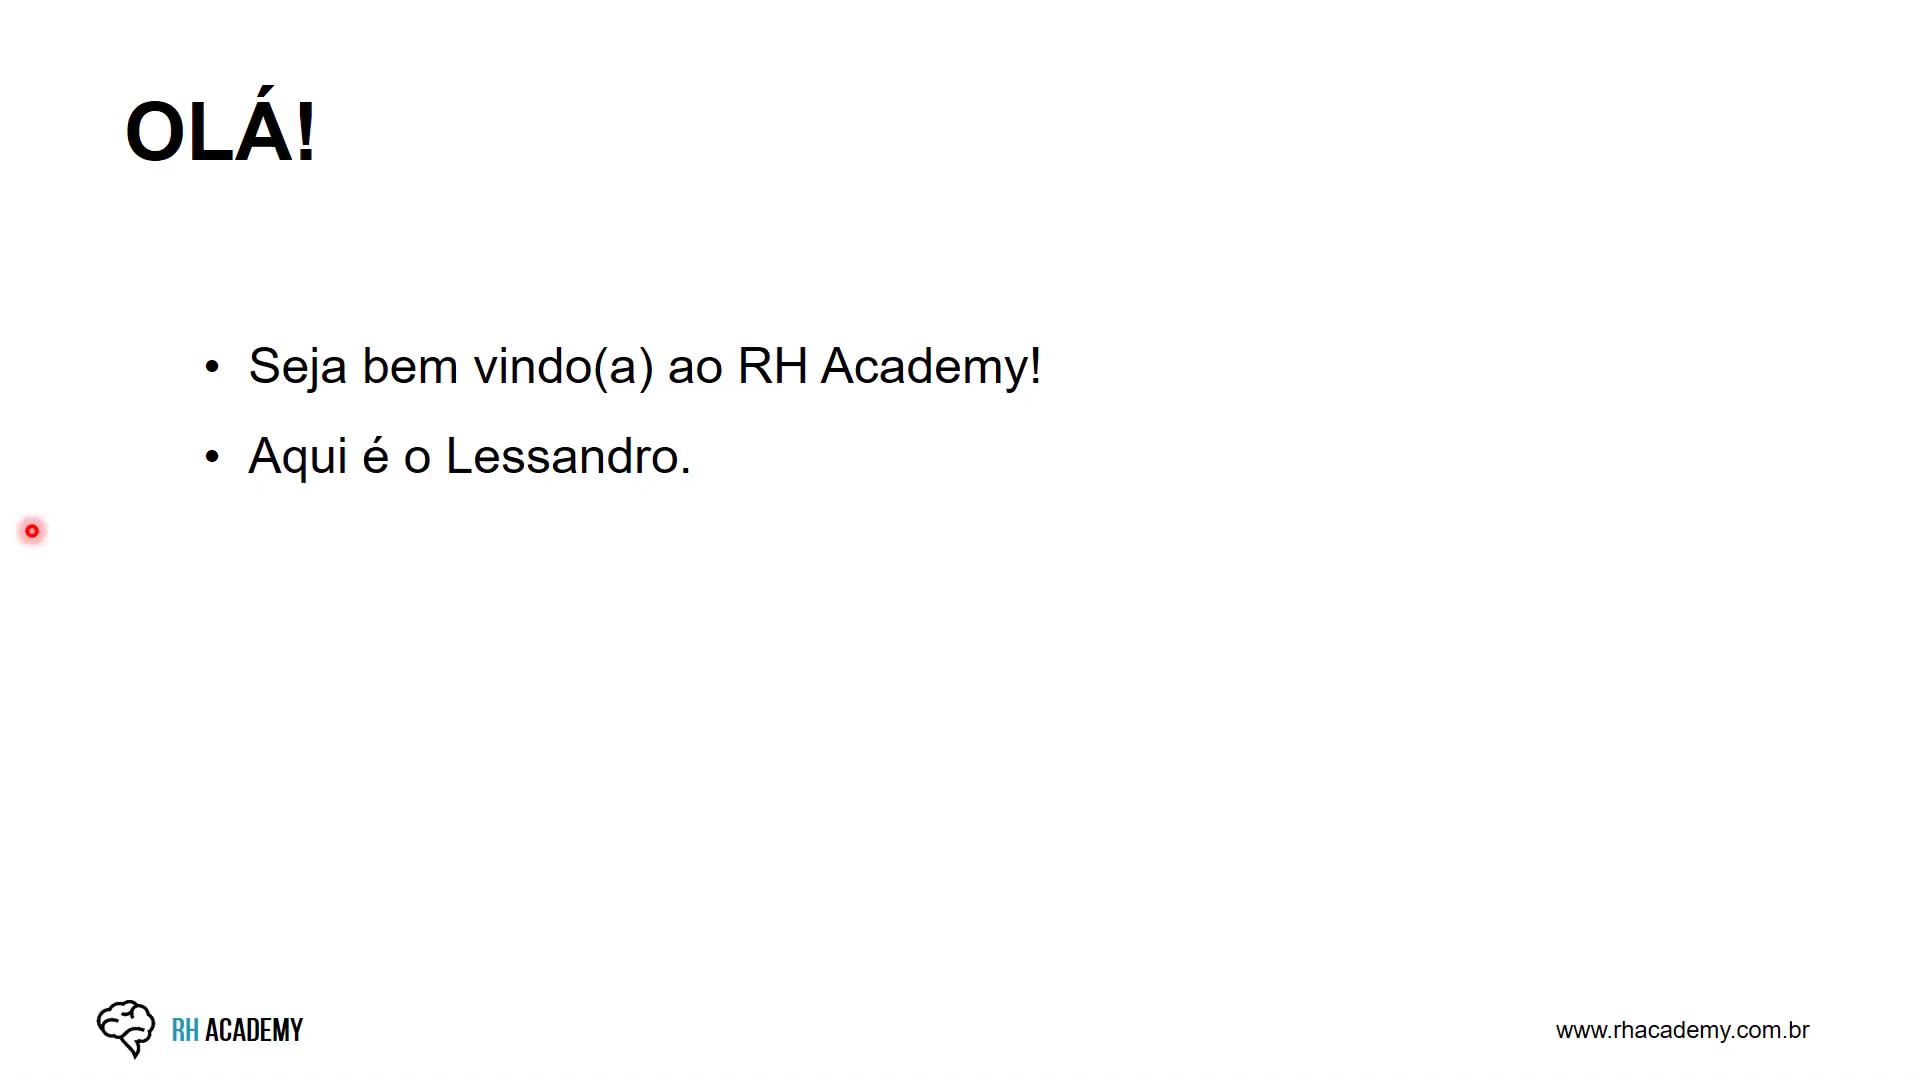 OLÁ!
• Seja bem vindo(a) ao RH Academy!
• Aqui é o Lessandro.
RH ACADEMY
www.rhacademy.com.br